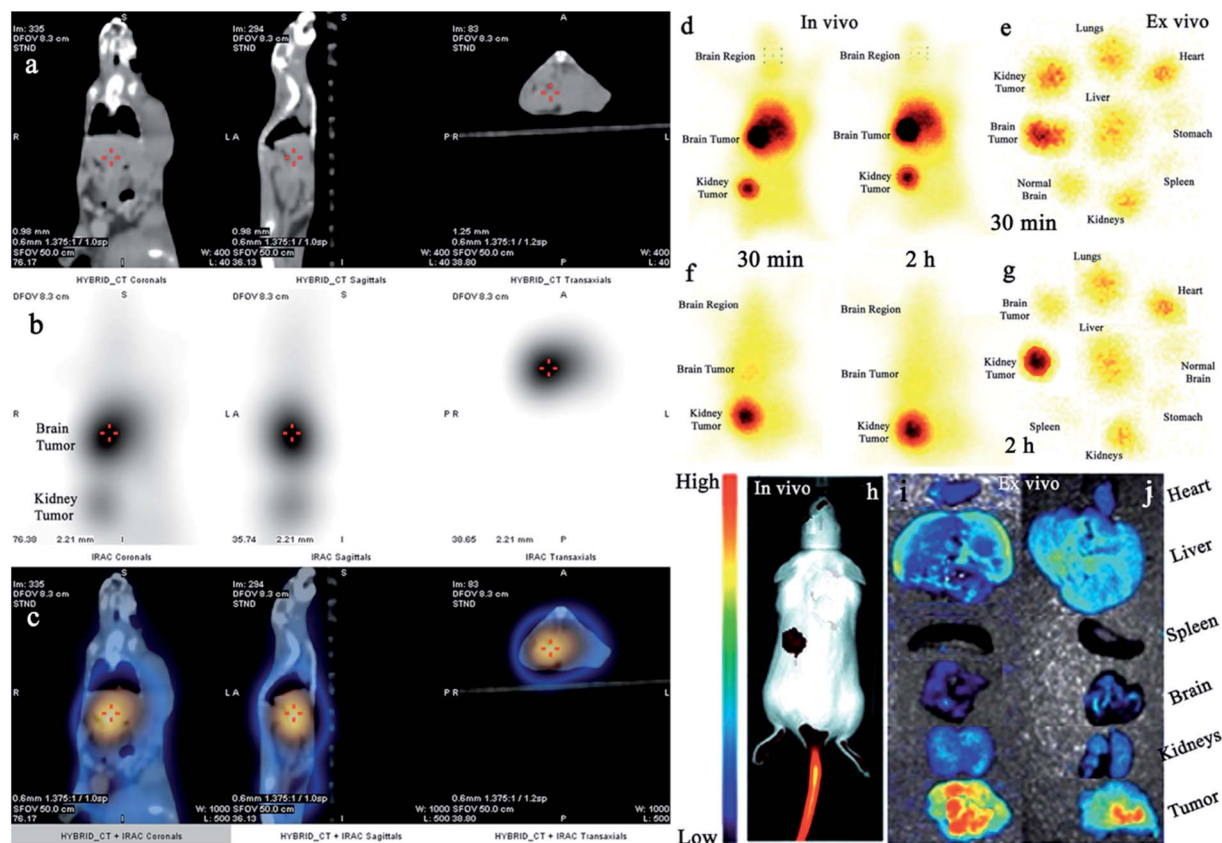 a
S
S
A
Im: 335
DFOV 8.3 cm
STND
Im: 294
DFOV 8.3 cm
STND
Im: 83
DFOV 8.3 cm
STND
R
L A
P R
L
0.98 mm
0.6mm 1.375:1 / 1.0sp
SFOV 50.0 cm
76.17
I
W: 400
L: 40
0.98 mm
0.6mm 1.375:1 / 1.0sp
SFOV 50.0 cm
36.13
I
W: 400
L: 40
1.25 mm
0.6mm 1.375:1 / 1.2sp
SFOV 50.0 cm
38.80
P
W: 400
L: 40
HYBRID_CT Coronals
HYBRID_CT Sagittals
HYBRID_CT Transaxials
b
DFOV 8.3 cm
S
DFOV 8.3 cm
S
DFOV 8.3 cm
A
R
L A
P R
L
Brain
Tumor
Kidney
Tumor
76.38
2.21 mm
I
35.74
2.21 mm
I
38.65
2.21 mm
P
IRAC Coronals
IRAC Sagittals
IRAC Transaxials
c
S
S
A
Im: 335
DFOV 8.3 cm
STND
Im: 294
DFOV 8.3 cm
STND
Im: 83
DFOV 8.3 cm
STND
R
L A
P R
L
0.6mm 1.375:1 / 1.0sp
SFOV 50.0 cm
76.17
I
W: 1000
L: 500
0.6mm 1.375:1 / 1.0sp
SFOV 50.0 cm
36.13
I
W: 1000
L: 500
0.6mm 1.375:1 / 1.2sp
SFOV 50.0 cm
38.80
P
W: 1000
L: 500
HYBRID_CT + IRAC Coronals
HYBRID_CT + IRAC Sagittals
HYBRID_CT + IRAC Transaxials
d
In vivo
Brain Region
Brain Region
Brain Tumor
Brain Tumor
Kidney
Tumor
Kidney
Tumor
30 min
2 h
e
Ex vivo
Lungs
Heart
Kidney
Tumor
Liver
Brain
Tumor
Stomach
Normal
Brain
Spleen
Kidneys
30 min
f
Brain Region
Brain Region
Brain Tumor
Brain Tumor
Kidney
Tumor
Kidney
Tumor
g
Lungs
Brain
Tumor
Heart
Liver
Kidney
Tumor
Normal
Brain
Stomach
Spleen
2 h
Kidneys
High
Low
In vivo
h
i
Ex vivo
j
Heart
Liver
Spleen
Brain
Kidneys
Tumor